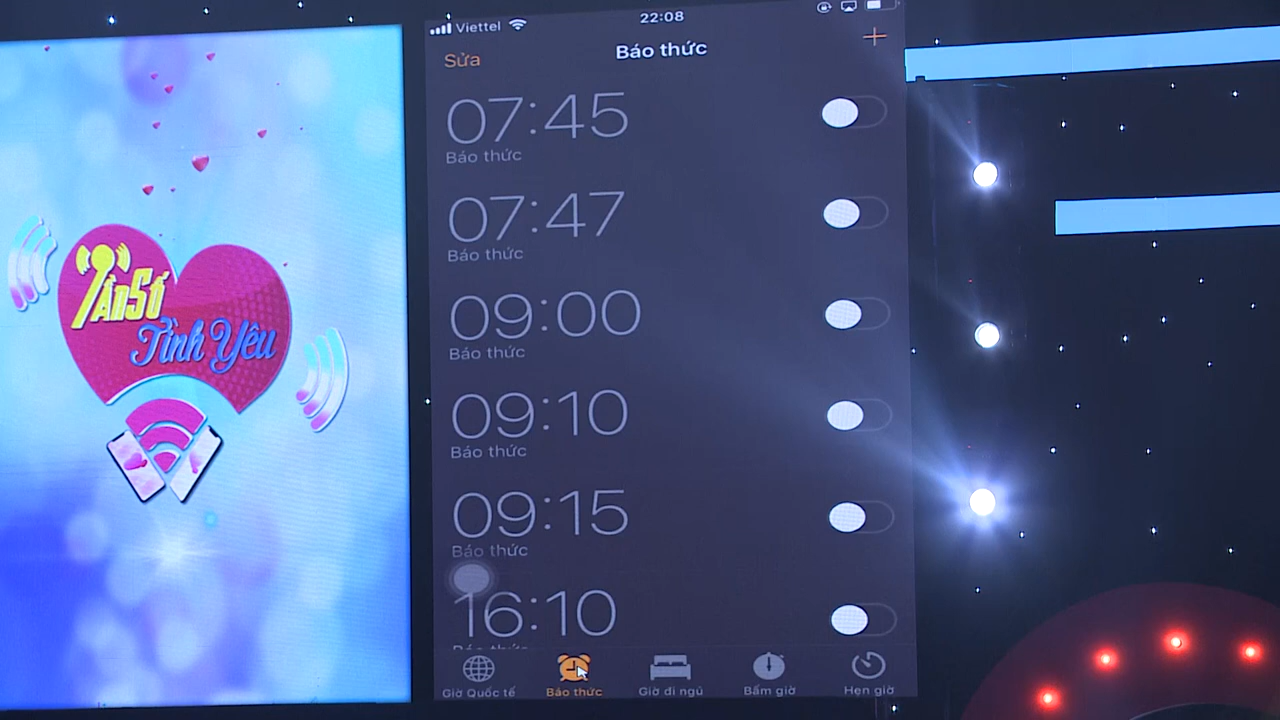 Tần Số
Tình Yêu
Viettel
22:08
Sửa
Báo thức
+
07:45
Báo thức
07:47
Báo thức
09:00
Báo thức
09:10
Báo thức
09:15
Báo thức
16:10
Báo thức
Giờ Quốc tế
Báo thức
Giờ đi ngủ
Bấm giờ
Hẹn giờ